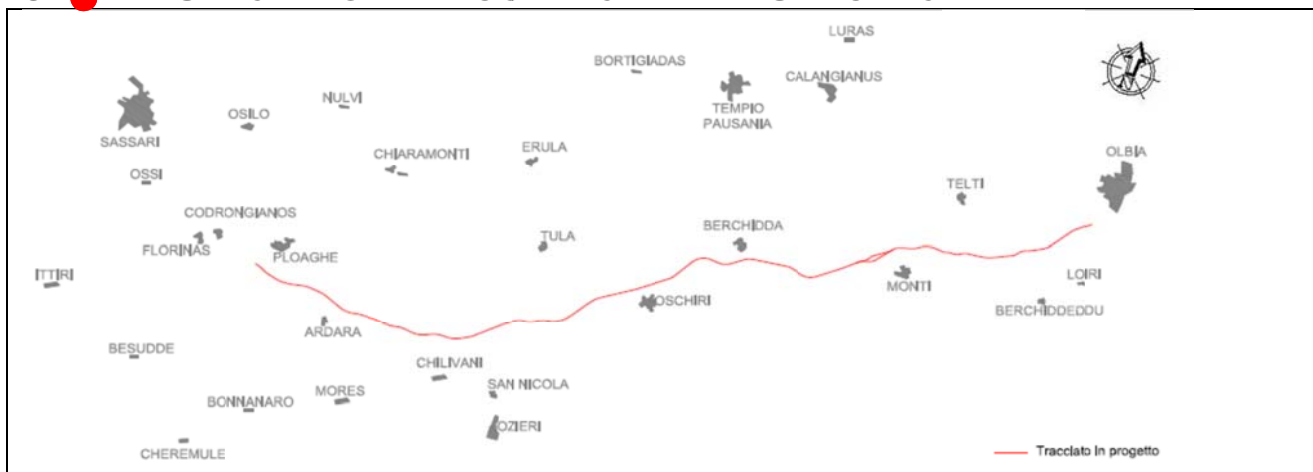 LURAS
BORTIGIADAS
CALANGIANUS
TEMPIO
PAUSANIA
NULVI
OSILO
SASSARI
CHIARAMONTI
ERULA
OLBIA
OSSI
TELTI
CODRONGIANOS
BERCHIDDA
FLORINAS
PLOAGHE
TULA
ITTIRI
MONTI
LOIRI
OSCHIRI
BERCHIDDEDDU
ARDARA
BESUDDE
CHILIVANI
SAN NICOLA
MORES
BONNANARO
OZIERI
CHEREMULE
Tracciato In progetto